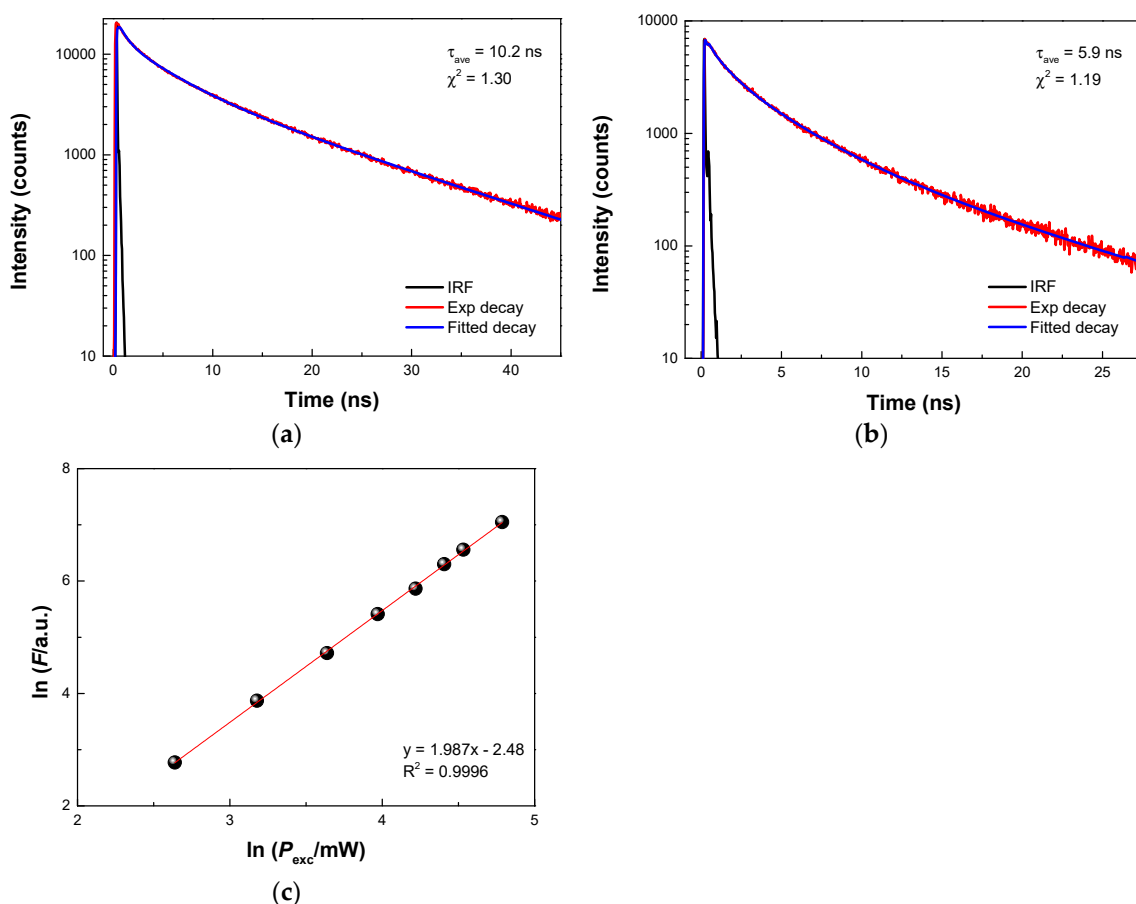 τave = 10.2 ns
χ² = 1.30
Intensity (counts)
10000
1000
100
10
IRF
Exp decay
Fitted decay
0 10 20 30 40
Time (ns)
(a)
τave = 5.9 ns
χ² = 1.19
Intensity (counts)
10000
1000
100
10
IRF
Exp decay
Fitted decay
0 5 10 15 20 25
Time (ns)
(b)
ln (F/a.u.)
8
6
4
2
y = 1.987x - 2.48
R² = 0.9996
2 3 4 5
ln (Pexc/mW)
(c)